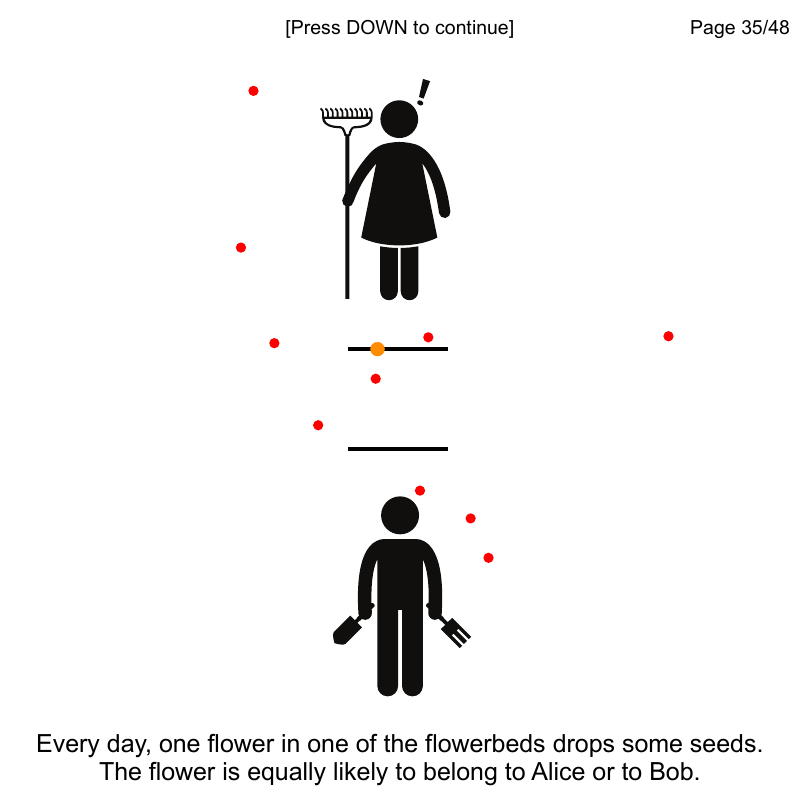 [Press DOWN to continue]
Page 35/48
!
Every day, one flower in one of the flowerbeds drops some seeds.
The flower is equally likely to belong to Alice or to Bob.